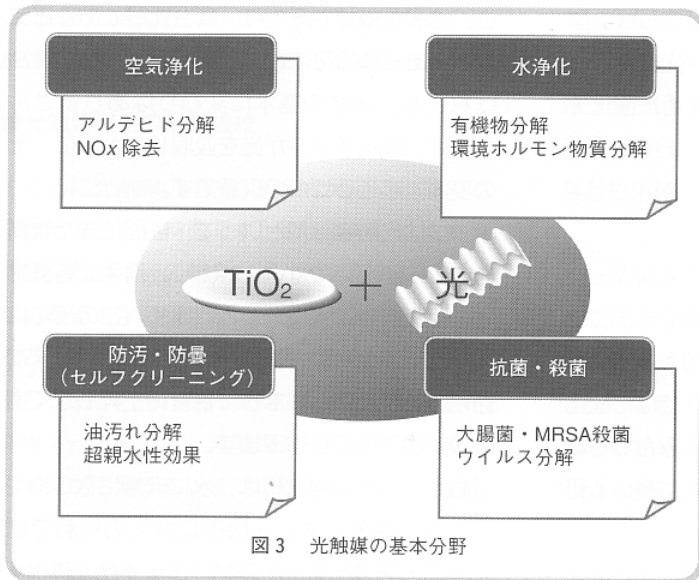 空気浄化
アルデヒド分解
NOx 除去
水浄化
有機物分解
環境ホルモン物質分解
TiO₂ + 光
防汚・防曇
(セルフクリーニング)
油汚れ分解
超親水性効果
抗菌・殺菌
大腸菌・MRSA殺菌
ウイルス分解
図3 光触媒の基本分野